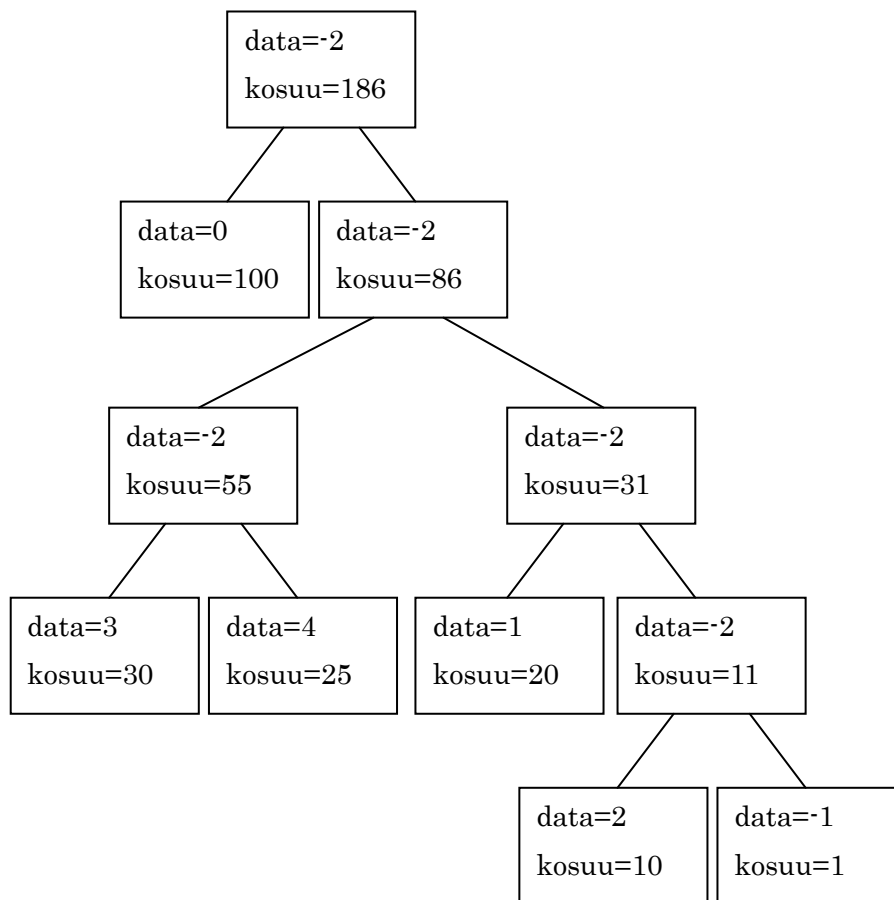 data=-2
kosuu=186
data=0
kosuu=100
data=-2
kosuu=86
data=-2
kosuu=55
data=-2
kosuu=31
data=3
kosuu=30
data=4
kosuu=25
data=1
kosuu=20
data=-2
kosuu=11
data=2
kosuu=10
data=-1
kosuu=1